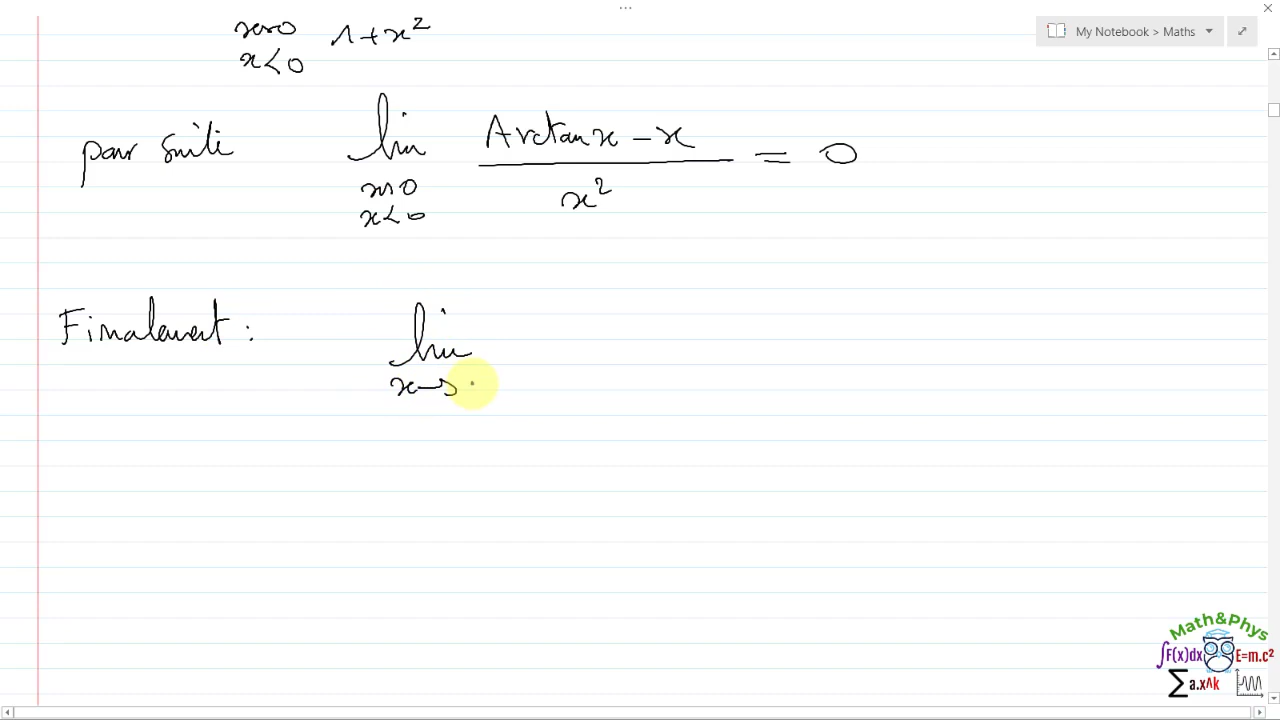 ...
x→0 1+x²
x<0
My Notebook > Maths
par suite lim (Arctan x - x)/x² = 0
x→0
x<0
Finalement : lim
x→
Math&Phys
∫F(x)dx E=m.c²
∑ a.x^k